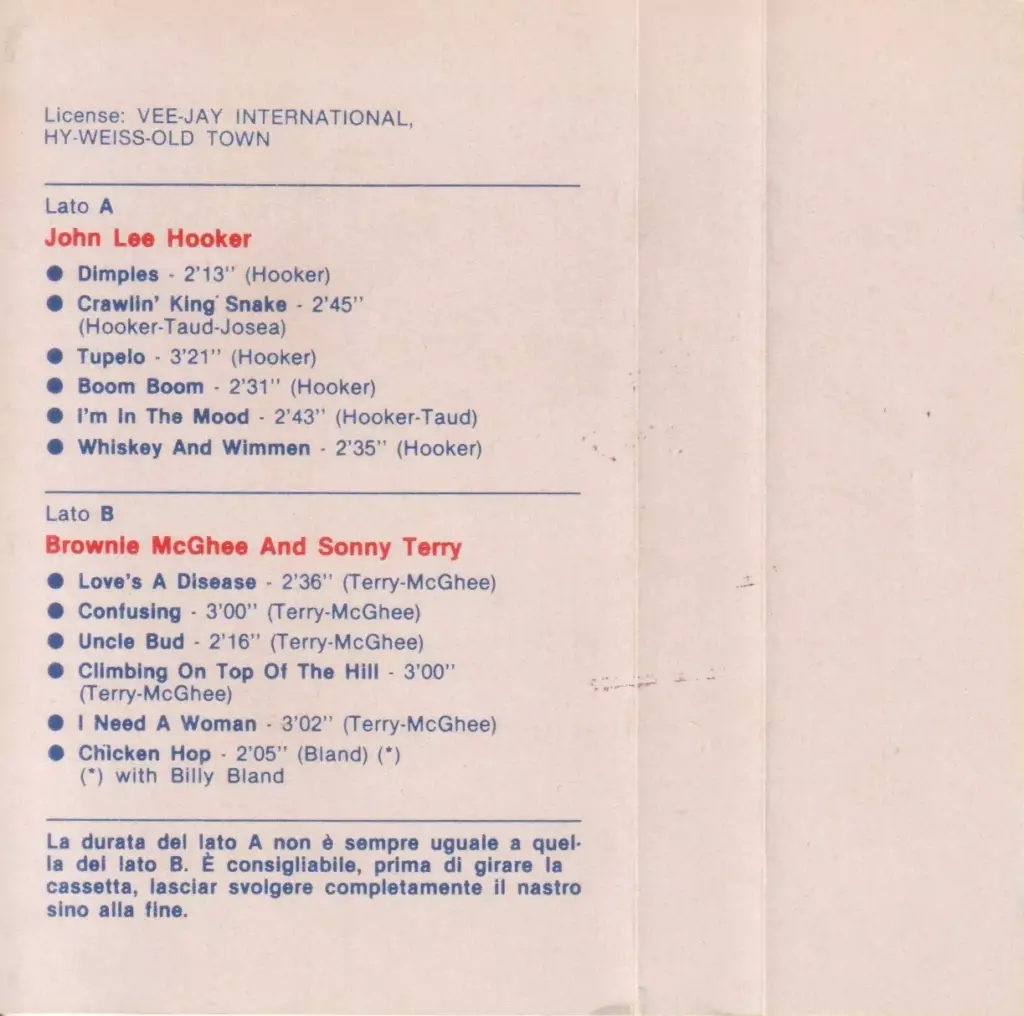 License: VEE-JAY INTERNATIONAL,
HY-WEISS-OLD TOWN
Lato A
John Lee Hooker
● Dimples - 2'13'' (Hooker)
● Crawlin' King Snake - 2'45''
(Hooker-Taud-Josea)
● Tupelo - 3'21'' (Hooker)
● Boom Boom - 2'31'' (Hooker)
● I'm In The Mood - 2'43'' (Hooker-Taud)
● Whiskey And Wimmen - 2'35'' (Hooker)
Lato B
Brownie McGhee And Sonny Terry
● Love's A Disease - 2'36'' (Terry-McGhee)
● Confusing - 3'00'' (Terry-McGhee)
● Uncle Bud - 2'16'' (Terry-McGhee)
● Climbing On Top Of The Hill - 3'00''
(Terry-McGhee)
● I Need A Woman - 3'02'' (Terry-McGhee)
● Chicken Hop - 2'05'' (Bland) (*)
(*) with Billy Bland
La durata del lato A non è sempre uguale a quel-
la del lato B. È consigliabile, prima di girare la
cassetta, lasciar svolgere completamente il nastro
sino alla fine.